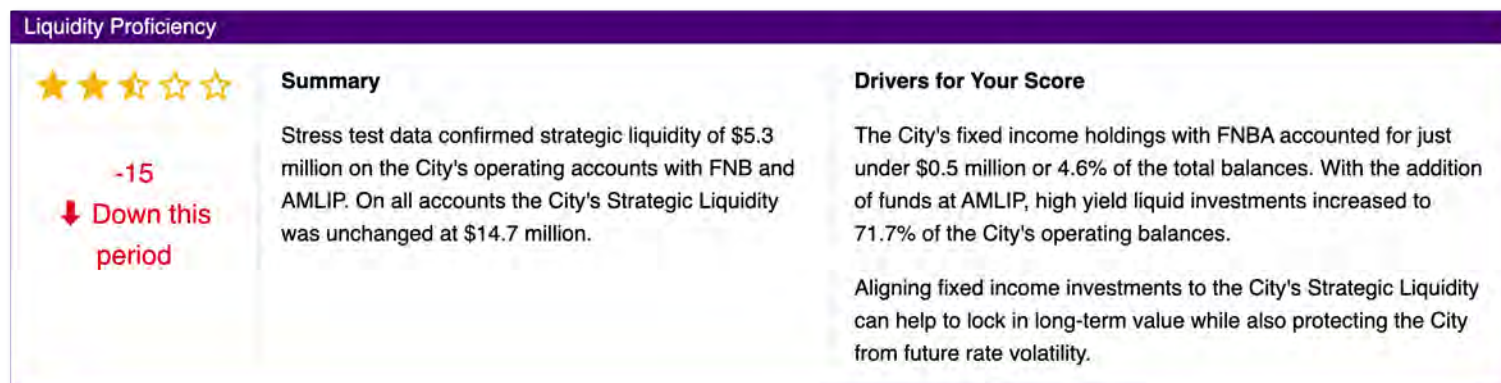 Liquidity Proficiency
-15
Down this
period
Summary
Stress test data confirmed strategic liquidity of $5.3
million on the City's operating accounts with FNB and
AMLIP. On all accounts the City's Strategic Liquidity
was unchanged at $14.7 million.
Drivers for Your Score
The City's fixed income holdings with FNBA accounted for just
under $0.5 million or 4.6% of the total balances. With the addition
of funds at AMLIP, high yield liquid investments increased to
71.7% of the City's operating balances.
Aligning fixed income investments to the City's Strategic Liquidity
can help to lock in long-term value while also protecting the City
from future rate volatility.